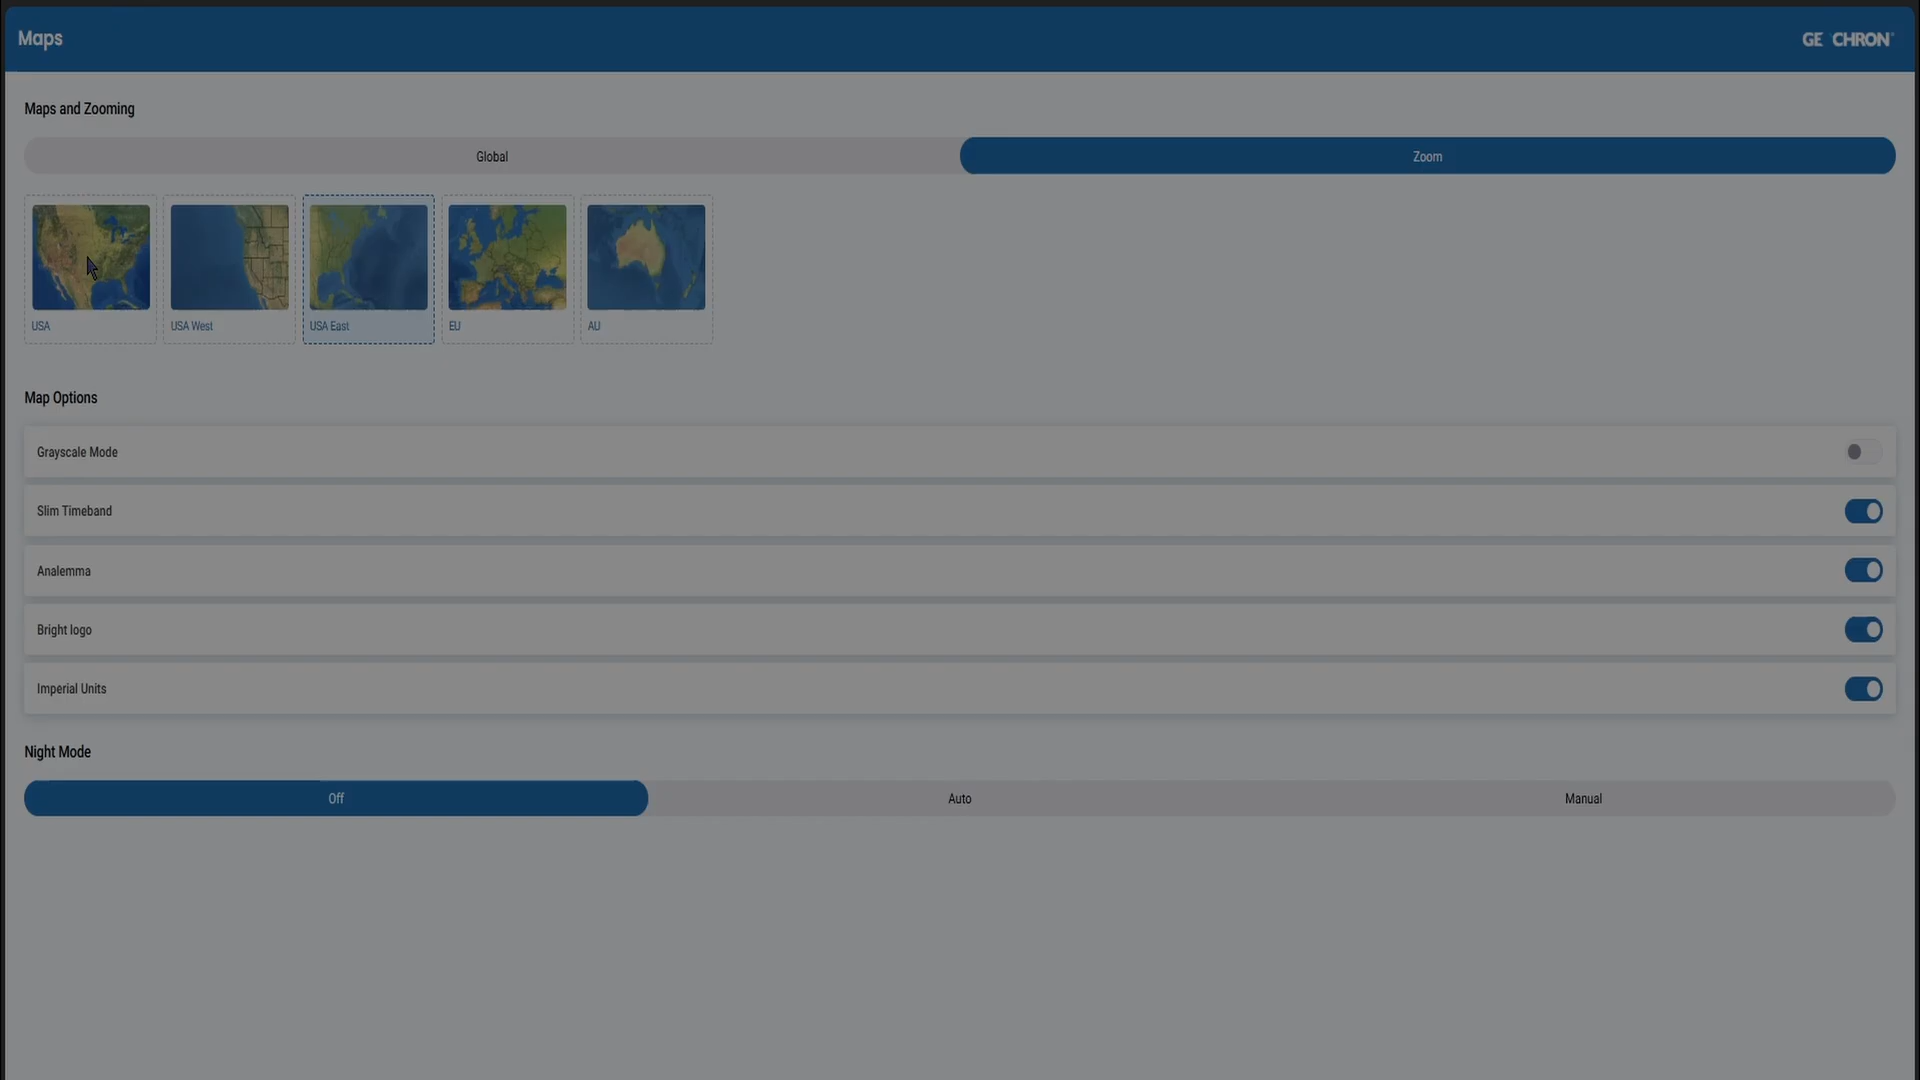 Maps
GE CHRON
Maps and Zooming
Global
Zoom
USA
USA West
USA East
EU
AU
Map Options
Grayscale Mode
Slim Timeband
Analemma
Bright logo
Imperial Units
Night Mode
Off
Auto
Manual